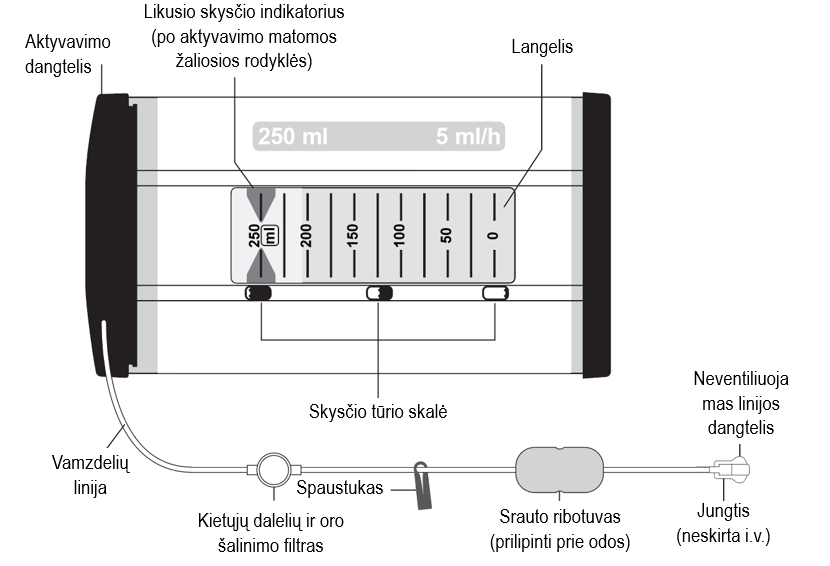 Likusio skysčio indikatorius
(po aktyvavimo matomos
žaliosios rodyklės)
Aktyvavimo
dangtelis
Langelis
250 ml 5 ml/h
250 200 150 100 50 0
ml
Skysčio tūrio skalė
Neventiliuoja
mas linijos
dangtelis
Vamzdelių
linija
Spaustukas
Kietųjų dalelių ir oro
šalinimo filtras
Srauto ribotuvas
(prilipinti prie odos)
Jungtis
(neskirta i.v.)